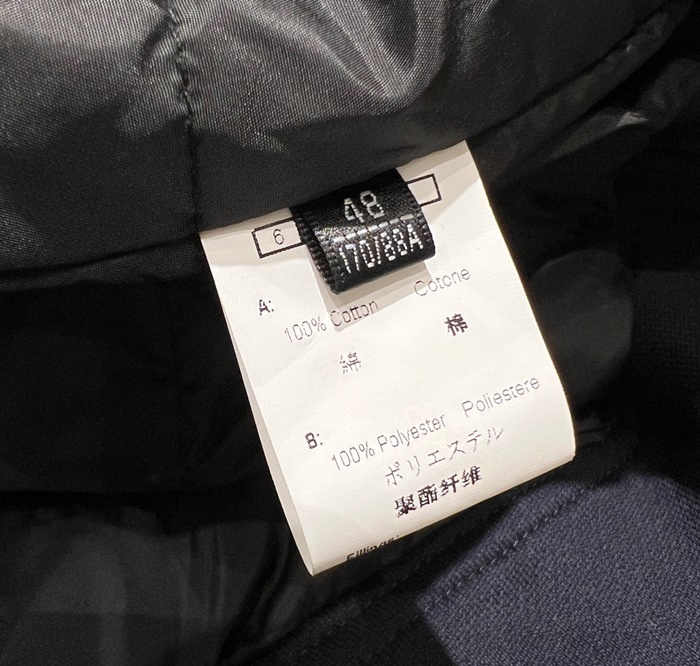 48
170/88A
6
A:
100% Cotton Cotone
綿 棉
B:
100% Polyester Poliestere
ポリエステル
聚酯纤维
Fillings: